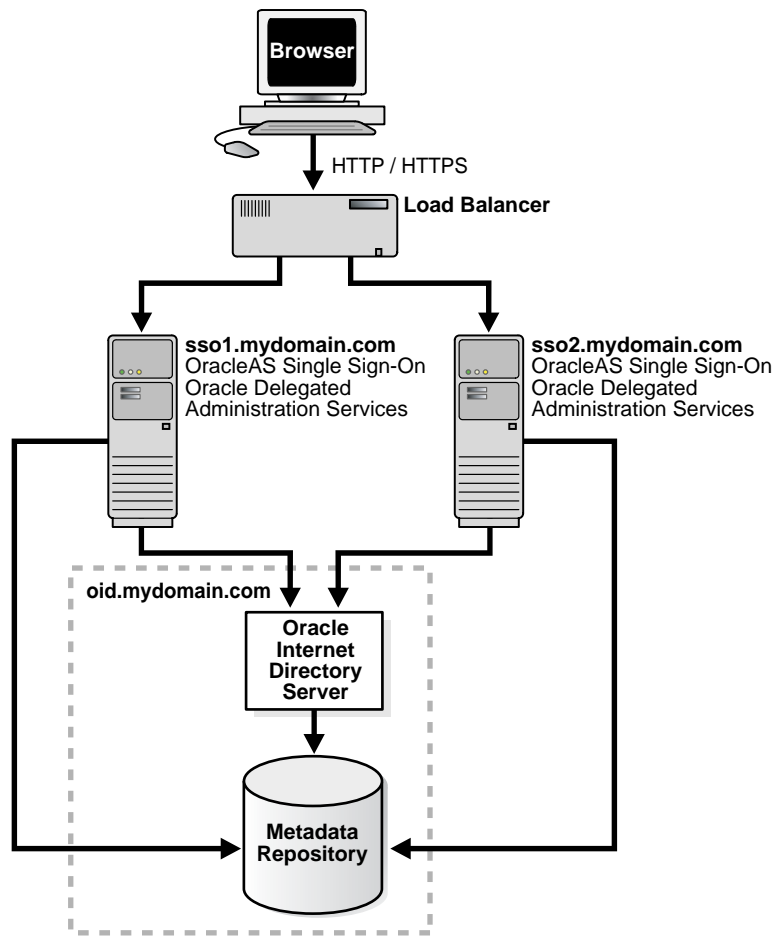 Browser
HTTP / HTTPS
Load Balancer
sso1.mydomain.com
OracleAS Single Sign-On
Oracle Delegated
Administration Services
sso2.mydomain.com
OracleAS Single Sign-On
Oracle Delegated
Administration Services
oid.mydomain.com
Oracle
Internet
Directory
Server
Metadada
Repository